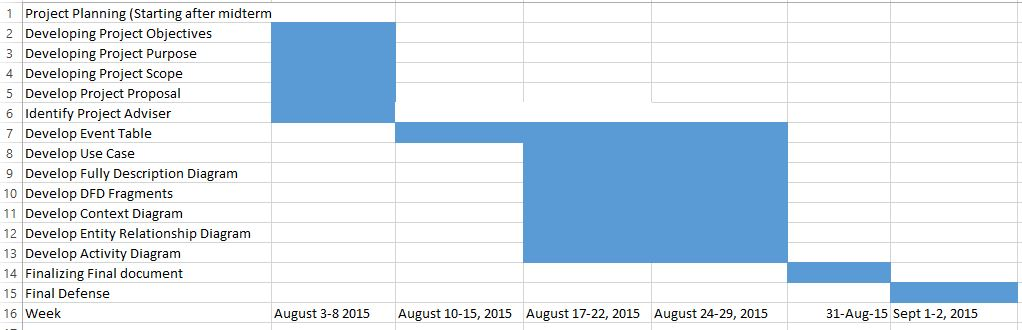 1 Project Planning (Starting after midterm
2 Developing Project Objectives
3 Developing Project Purpose
4 Developing Project Scope
5 Develop Project Proposal
6 Identify Project Adviser
7 Develop Event Table
8 Develop Use Case
9 Develop Fully Description Diagram
10 Develop DFD Fragments
11 Develop Context Diagram
12 Develop Entity Relationship Diagram
13 Develop Activity Diagram
14 Finalizing Final document
15 Final Defense
16 Week August 3-8 2015 August 10-15, 2015 August 17-22, 2015 August 24-29, 2015 31-Aug-15 Sept 1-2, 2015